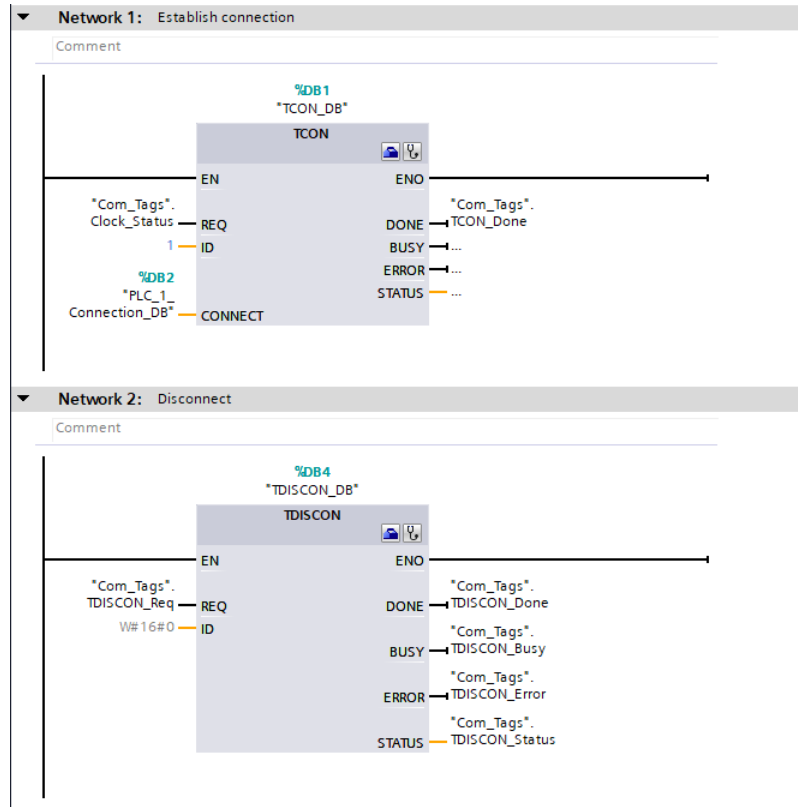 Network 1: Establish connection
Comment
%DB1
"TCON_DB"
TCON
EN ENO
"Com_Tags". "Com_Tags".
Clock_Status REQ DONE TCON_Done
1 ID BUSY ...
ERROR ...
%DB2
"PLC_1_ STATUS ...
Connection_DB" CONNECT
Network 2: Disconnect
Comment
%DB4
"TDISCON_DB"
TDISCON
EN ENO
"Com_Tags". "Com_Tags".
TDISCON_Req REQ DONE TDISCON_Done
W#16#0 ID "Com_Tags".
BUSY TDISCON_Busy
"Com_Tags".
ERROR TDISCON_Error
"Com_Tags".
STATUS TDISCON_Status